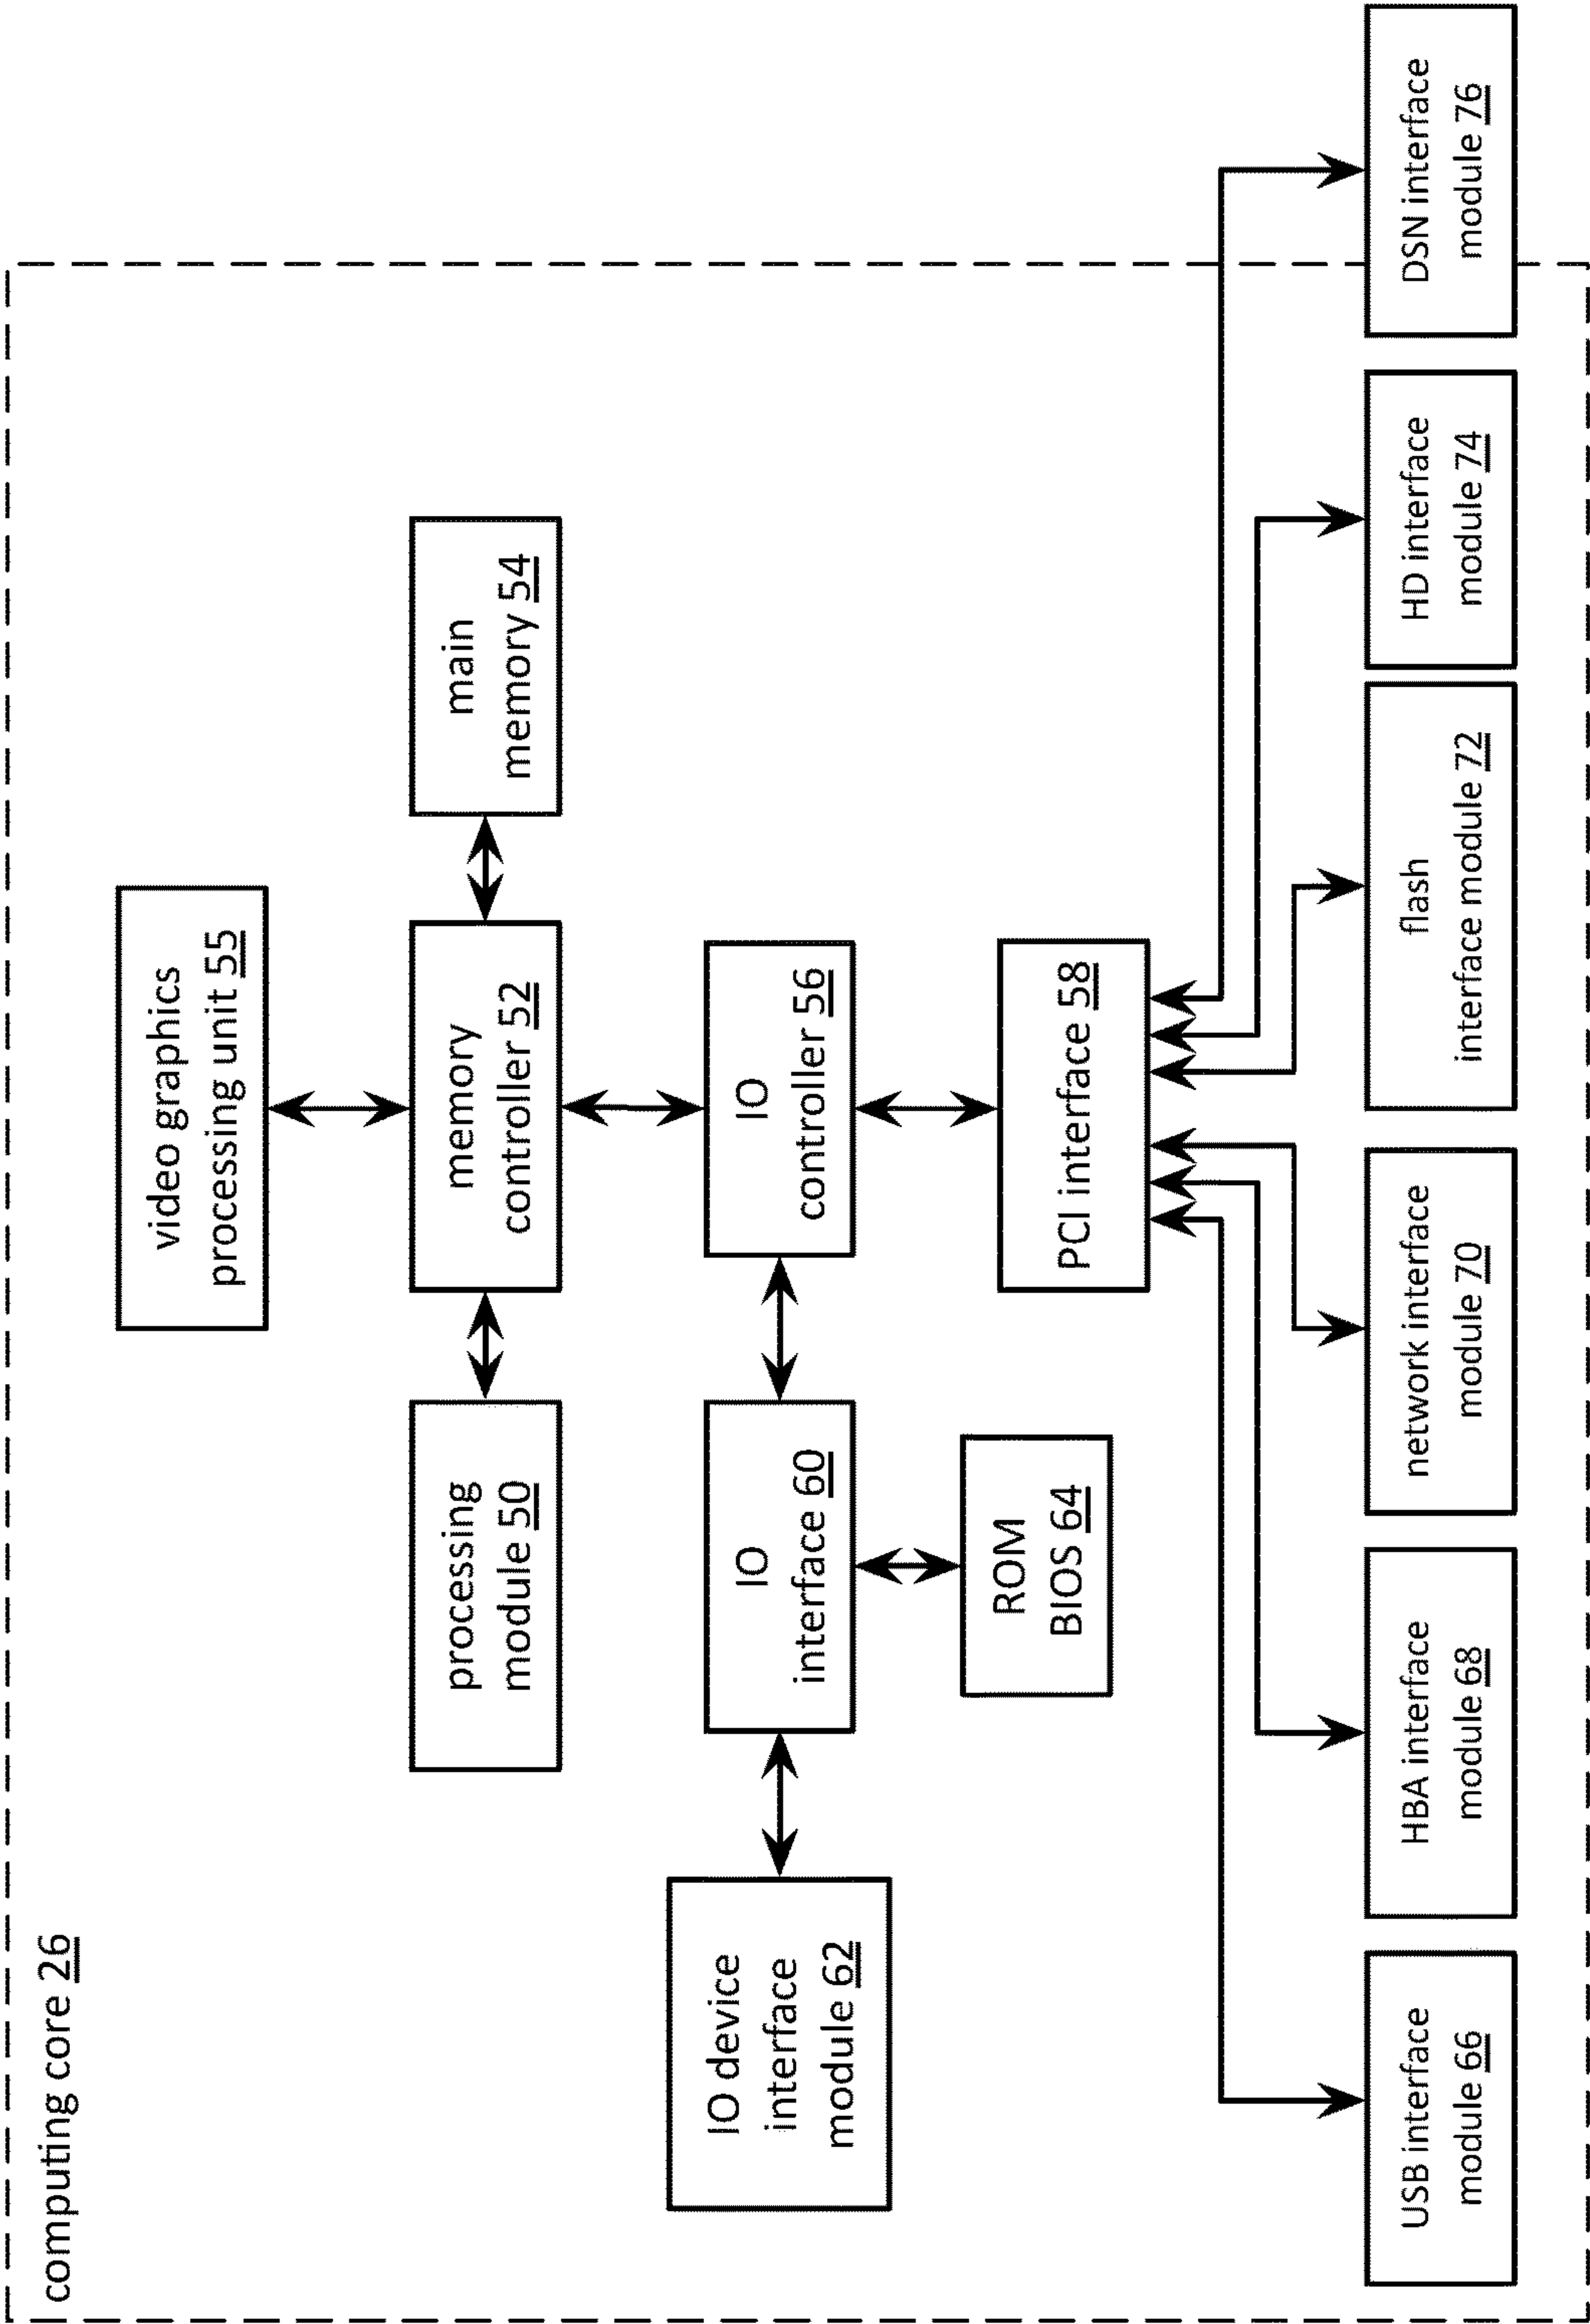 computing core 26
video graphics
processing unit 55
processing
module 50
memory
controller 52
main
memory 54
IO device
interface
module 62
IO
interface 60
IO
controller 56
ROM
BIOS 64
PCI interface 58
USB interface
module 66
HBA interface
module 68
network interface
module 70
flash
interface module 72
HD interface
module 74
DSN interface
module 76